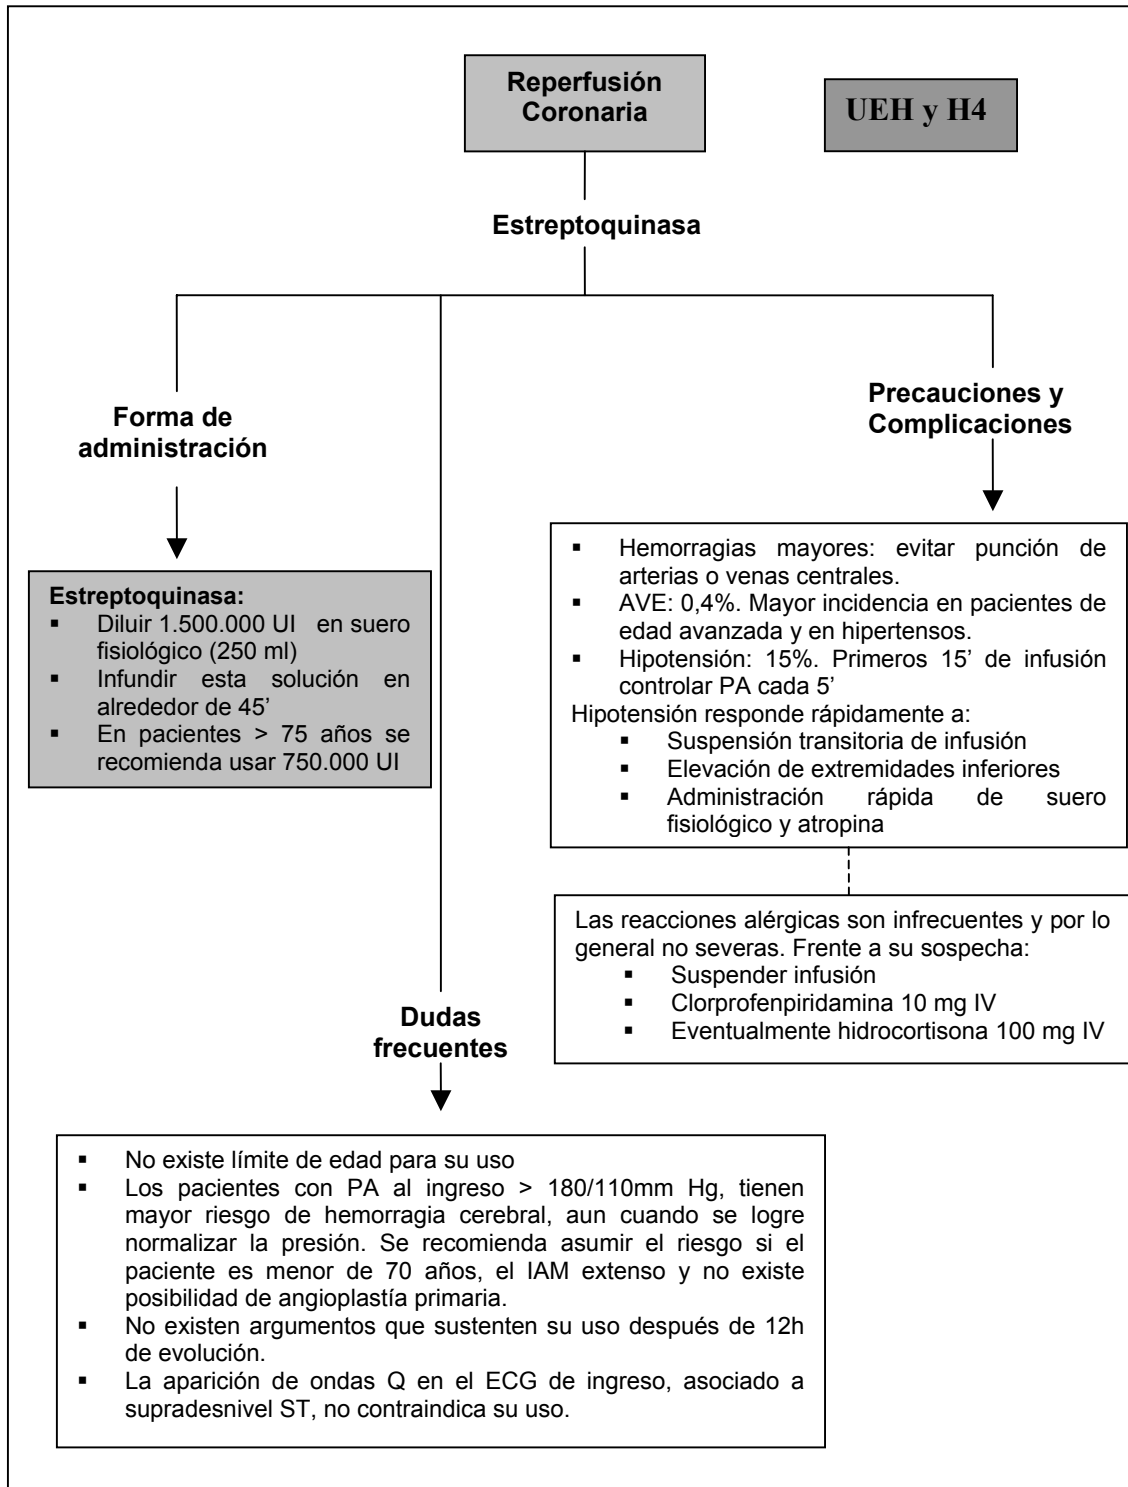 Reperfusión
Coronaria
UEH y H4
Estreptoquinasa
Forma de
administración
Estreptoquinasa:
▪ Diluir 1.500.000 UI en suero
fisiológico (250 ml)
▪ Infundir esta solución en
alrededor de 45’
▪ En pacientes > 75 años se
recomienda usar 750.000 UI
Precauciones y
Complicaciones
▪ Hemorragias mayores: evitar punción de
arterias o venas centrales.
▪ AVE: 0,4%. Mayor incidencia en pacientes de
edad avanzada y en hipertensos.
▪ Hipotensión: 15%. Primeros 15’ de infusión
controlar PA cada 5’
Hipotensión responde rápidamente a:
▪ Suspensión transitoria de infusión
▪ Elevación de extremidades inferiores
▪ Administración rápida de suero
fisiológico y atropina
Las reacciones alérgicas son infrecuentes y por lo
general no severas. Frente a su sospecha:
▪ Suspender infusión
▪ Clorprofenpiridamina 10 mg IV
▪ Eventualmente hidrocortisona 100 mg IV
Dudas
frecuentes
▪ No existe límite de edad para su uso
▪ Los pacientes con PA al ingreso > 180/110mm Hg, tienen
mayor riesgo de hemorragia cerebral, aun cuando se logre
normalizar la presión. Se recomienda asumir el riesgo si el
paciente es menor de 70 años, el IAM extenso y no existe
posibilidad de angioplastía primaria.
▪ No existen argumentos que sustenten su uso después de 12h
de evolución.
▪ La aparición de ondas Q en el ECG de ingreso, asociado a
supradesnivel ST, no contraindica su uso.